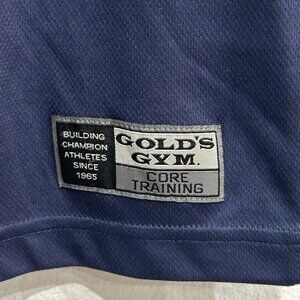 BUILDING
CHAMPION
ATHLETES
SINCE
1965
GOLD'S
GYM.
CORE
TRAINING